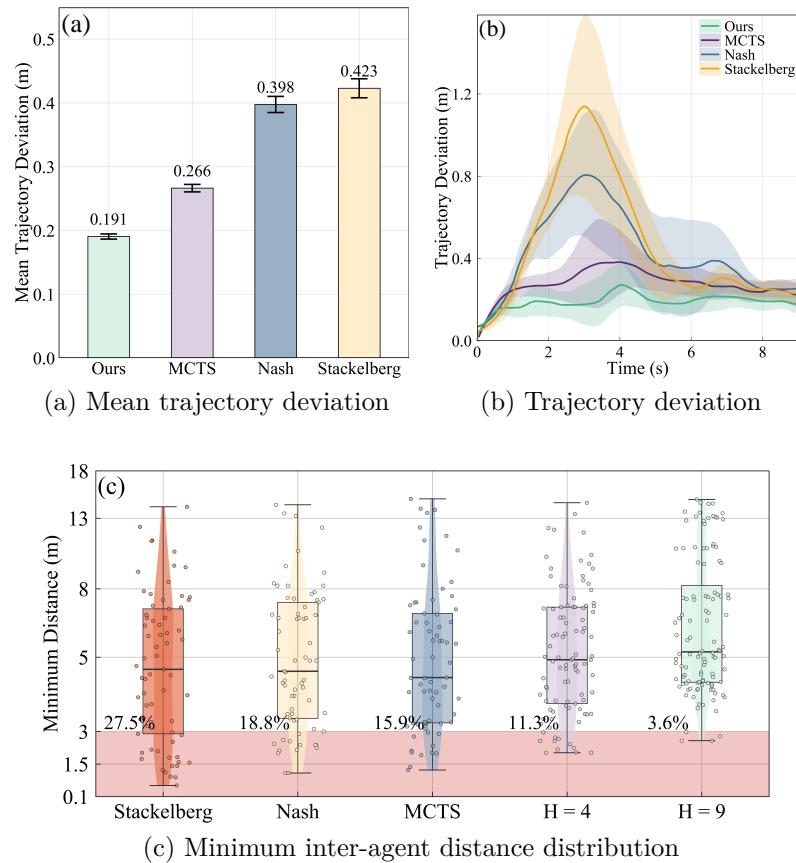 (a)
0.5
0.4
0.3
0.2
0.1
0.0
Mean Trajectory Deviation (m)
0.191
0.266
0.398
0.423
Ours
MCTS
Nash
Stackelberg
(a) Mean trajectory deviation
(b)
Ours
MCTS
Nash
Stackelberg
1.2
0.8
0.4
0.0
Trajectory Deviation (m)
0
2
4
6
8
Time (s)
(b) Trajectory deviation
(c)
18
13
8
5
3
1.5
0.1
Minimum Distance (m)
27.5%
18.8%
15.9%
11.3%
3.6%
Stackelberg
Nash
MCTS
H = 4
H = 9
(c) Minimum inter-agent distance distribution